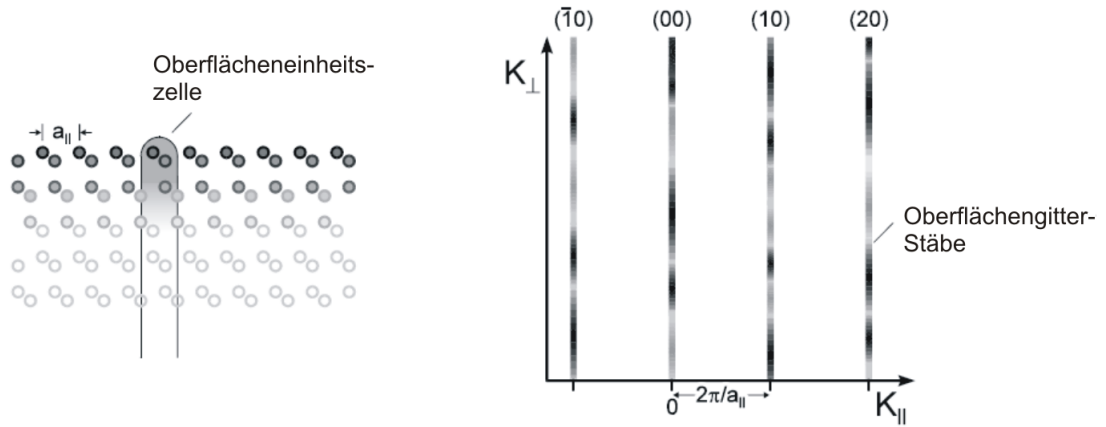 Oberflächeneinheits-
zelle
a||
(1̅0) (00) (10) (20)
K⊥
Oberflächengitter-
Stäbe
0
2π/a||
K||